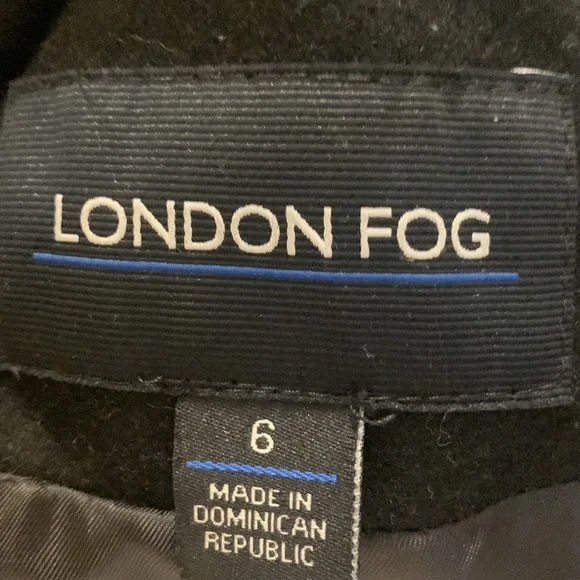 LONDON FOG
6
MADE IN
DOMINICAN
REPUBLIC